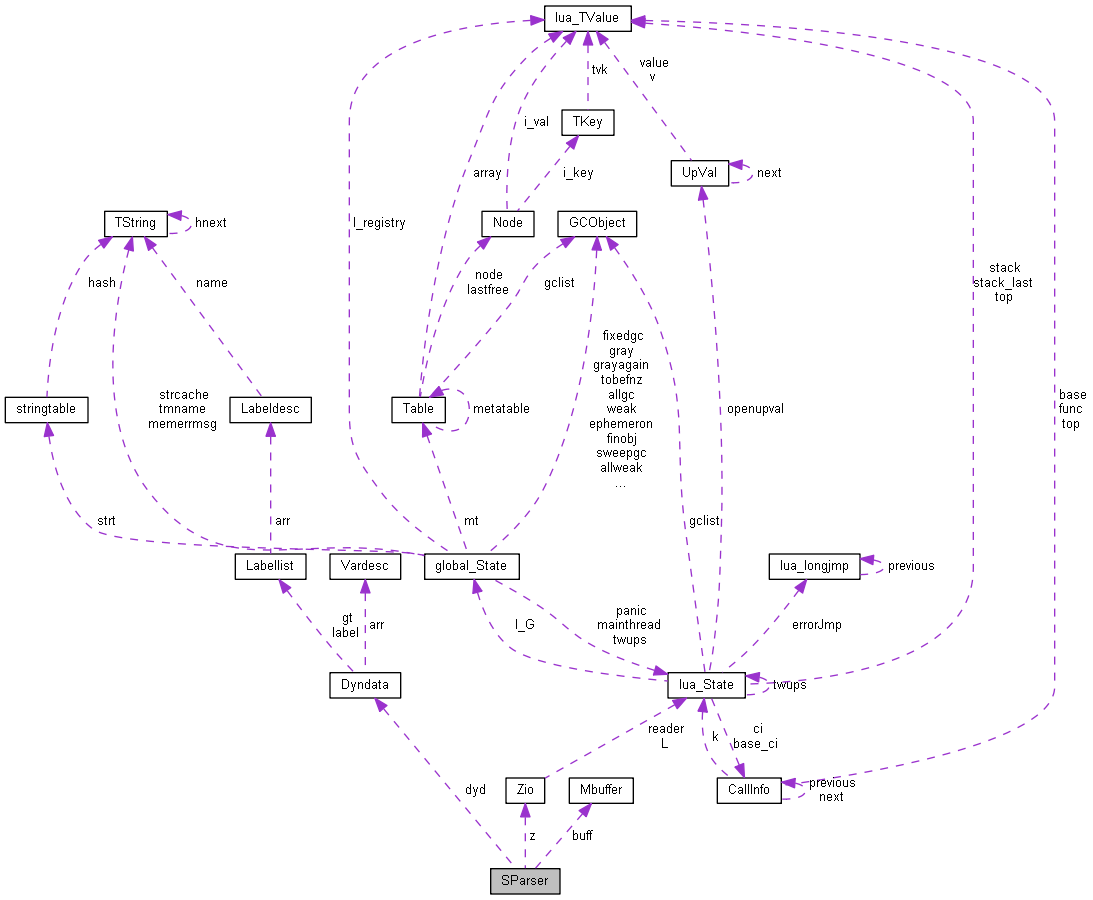 lua_TValue
tvk
value
v
TKey
i_val
i_key
array
UpVal
next
TString
hnext
l_registry
Node
GCObject
node
lastfree
gclist
hash
name
stack
stack_last
top
fixedgc
gray
grayagain
tobefnz
allgc
weak
ephemeron
finobj
sweepgc
allweak
...
strcache
tmname
memerrmsg
stringtable
Labeldesc
Table
metatable
openupval
base
func
top
strt
arr
mt
gclist
Labellist
Vardesc
global_State
lua_longjmp
previous
gt
label
arr
l_G
panic
mainthread
twups
errorJmp
Dyndata
lua_State
twups
reader
L
k
ci
base_ci
dyd
Zio
Mbuffer
CallInfo
previous
next
z
buff
SParser